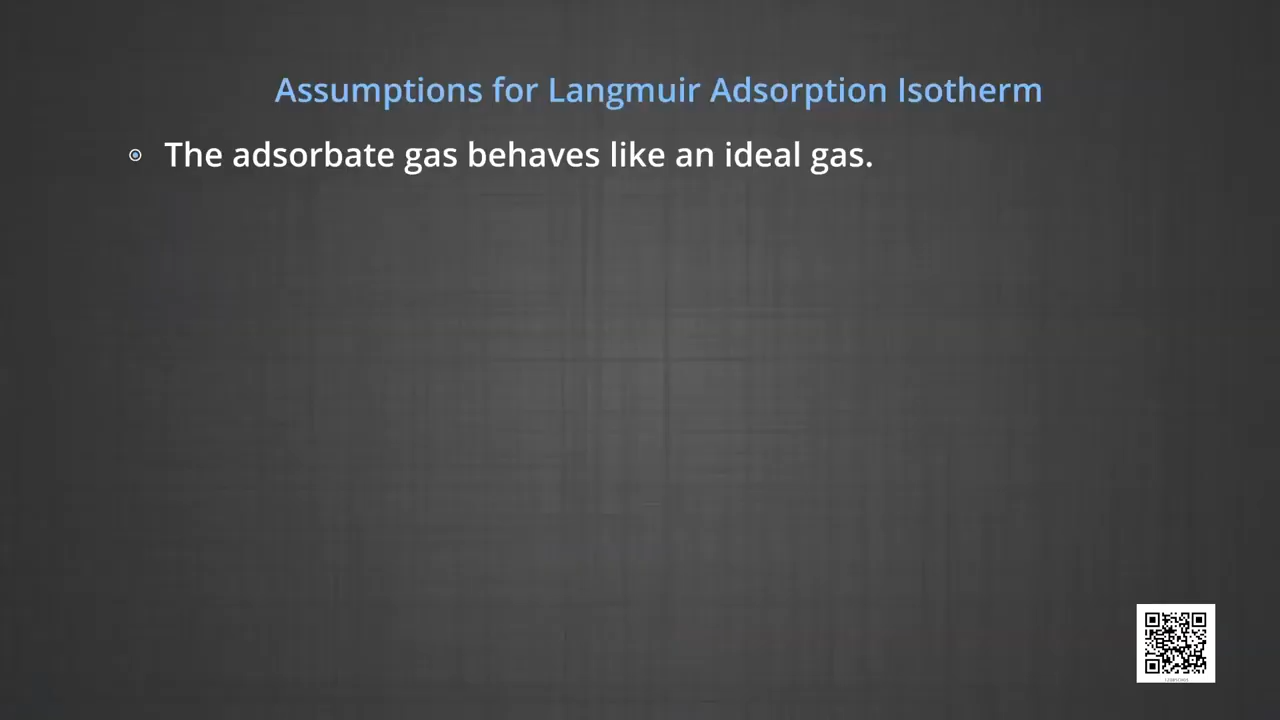 Assumptions for Langmuir Adsorption Isotherm
The adsorbate gas behaves like an ideal gas.